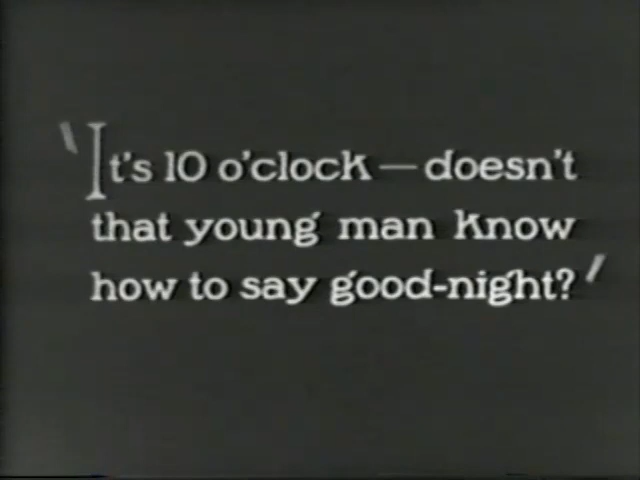 'It's 10 o'clock—doesn't
that young man know
how to say good-night?'